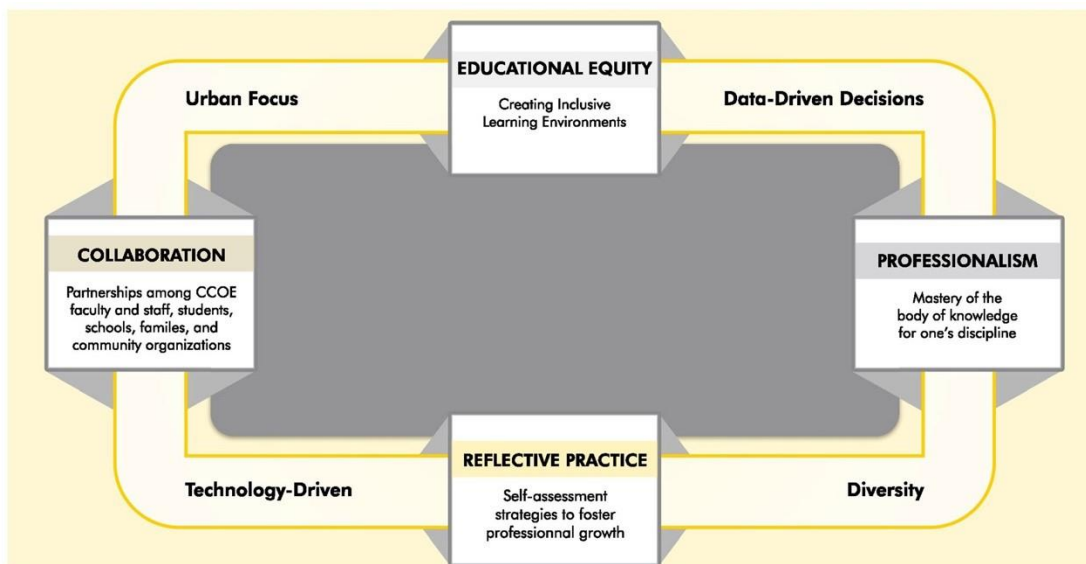 EDUCATIONAL EQUITY
Creating Inclusive
Learning Environments
Urban Focus
Data-Driven Decisions
COLLABORATION
Partnerships among CCOE
faculty and staff, students,
schools, familes, and
community organizations
PROFESSIONALISM
Mastery of the
body of knowledge
for one's discipline
REFLECTIVE PRACTICE
Self-assessment
strategies to foster
professionnal growth
Technology-Driven
Diversity